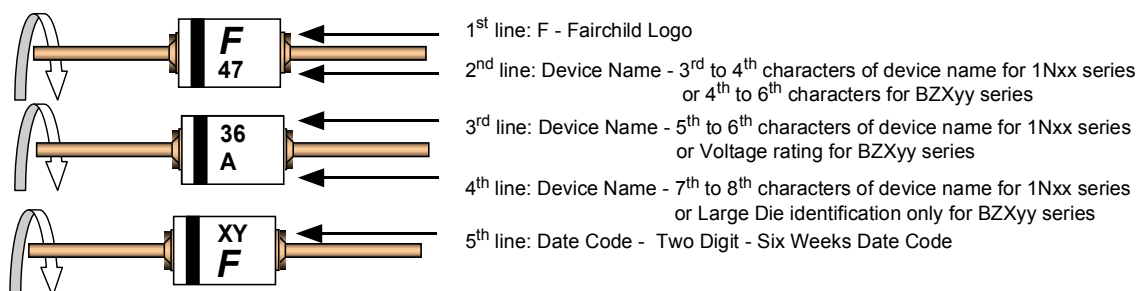 F
47
36
A
XY
F
1st line: F - Fairchild Logo
2nd line: Device Name - 3rd to 4th characters of device name for 1Nxx series
or 4th to 6th characters for BZXyy series
3rd line: Device Name - 5th to 6th characters of device name for 1Nxx series
or Voltage rating for BZXyy series
4th line: Device Name - 7th to 8th characters of device name for 1Nxx series
or Large Die identification only for BZXyy series
5th line: Date Code - Two Digit - Six Weeks Date Code